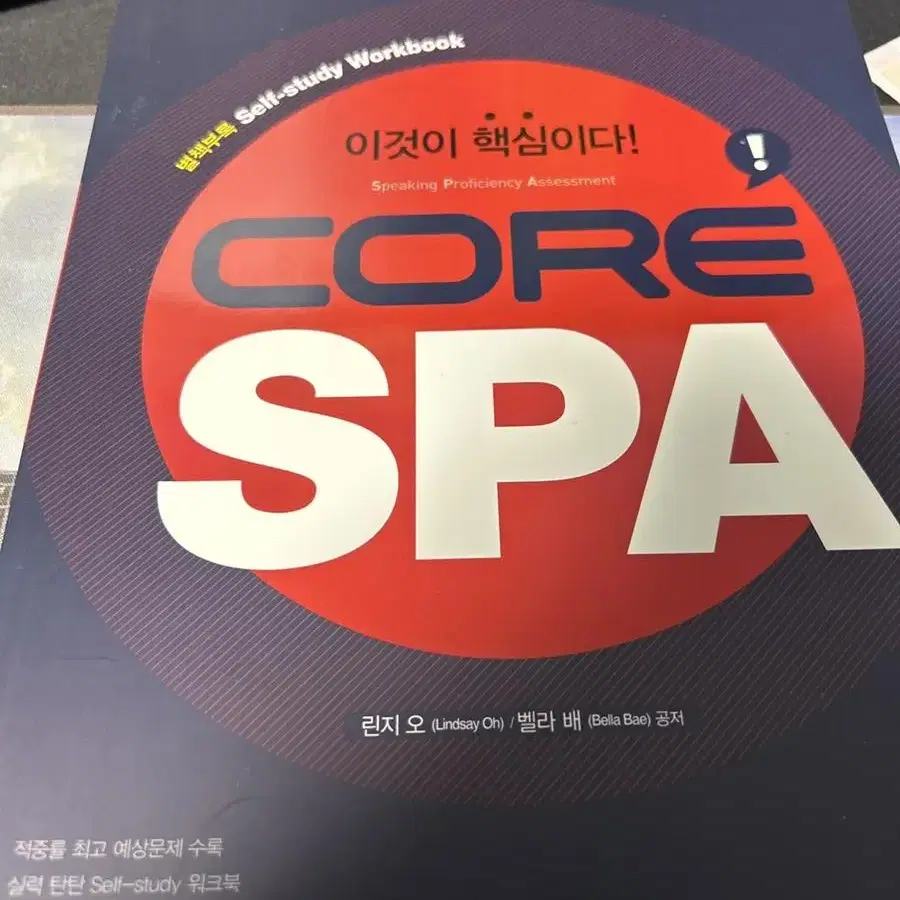 별책부록 Self-study Workbook
이것이 핵심이다!
Speaking Proficiency Assessment
CORE
!
SPA
린지 오 (Lindsay Oh) / 벨라 배 (Bella Bae) 공저
적중률 최고 예상문제 수록
실력 탄탄 Self-study 워크북